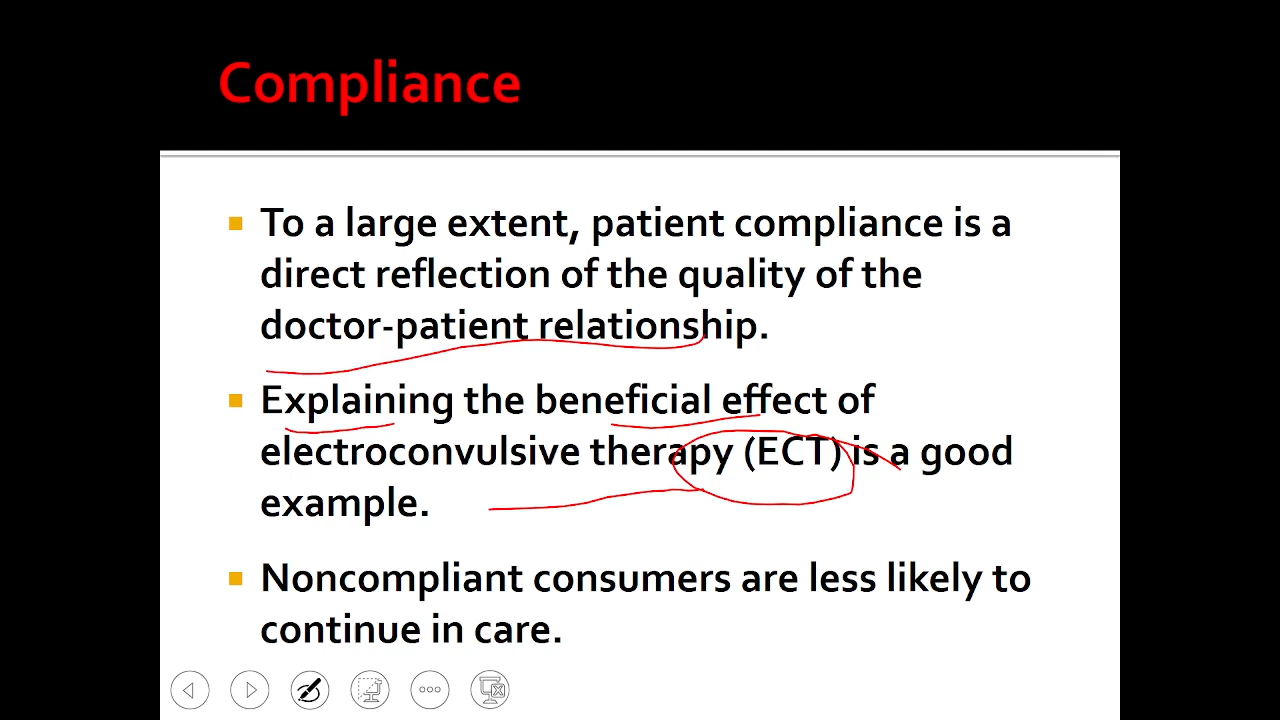 Compliance
To a large extent, patient compliance is a
direct reflection of the quality of the
doctor-patient relationship.
Explaining the beneficial effect of
electroconvulsive therapy (ECT) is a good
example.
Noncompliant consumers are less likely to
continue in care.